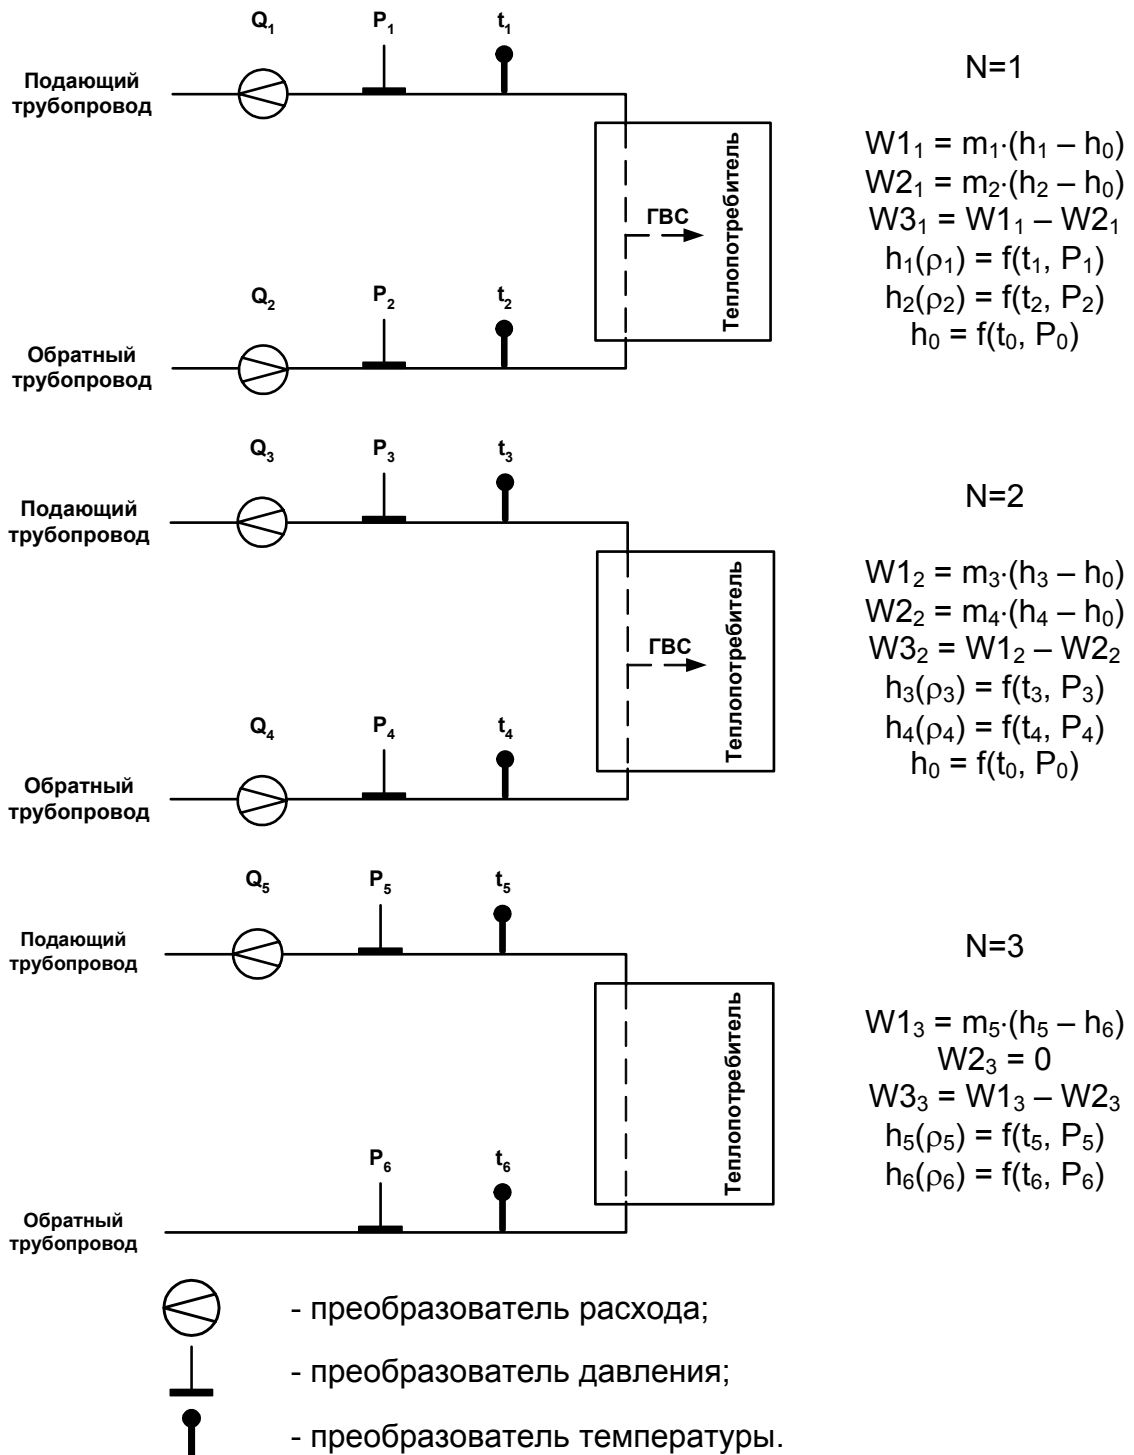 Q₁ P₁ t₁
Подающий
трубопровод
Теплопотребитель
ГВС
Q₂ P₂ t₂
Обратный
трубопровод
N=1
W1₁ = m₁·(h₁ – h₀)
W2₁ = m₂·(h₂ – h₀)
W3₁ = W1₁ – W2₁
h₁(ρ₁) = f(t₁, P₁)
h₂(ρ₂) = f(t₂, P₂)
h₀ = f(t₀, P₀)
Q₃ P₃ t₃
Подающий
трубопровод
Теплопотребитель
ГВС
Q₄ P₄ t₄
Обратный
трубопровод
N=2
W1₂ = m₃·(h₃ – h₀)
W2₂ = m₄·(h₄ – h₀)
W3₂ = W1₂ – W2₂
h₃(ρ₃) = f(t₃, P₃)
h₄(ρ₄) = f(t₄, P₄)
h₀ = f(t₀, P₀)
Q₅ P₅ t₅
Подающий
трубопровод
Теплопотребитель
P₆ t₆
Обратный
трубопровод
N=3
W1₃ = m₅·(h₅ – h₆)
W2₃ = 0
W3₃ = W1₃ – W2₃
h₅(ρ₅) = f(t₅, P₅)
h₆(ρ₆) = f(t₆, P₆)
- преобразователь расхода;
- преобразователь давления;
- преобразователь температуры.